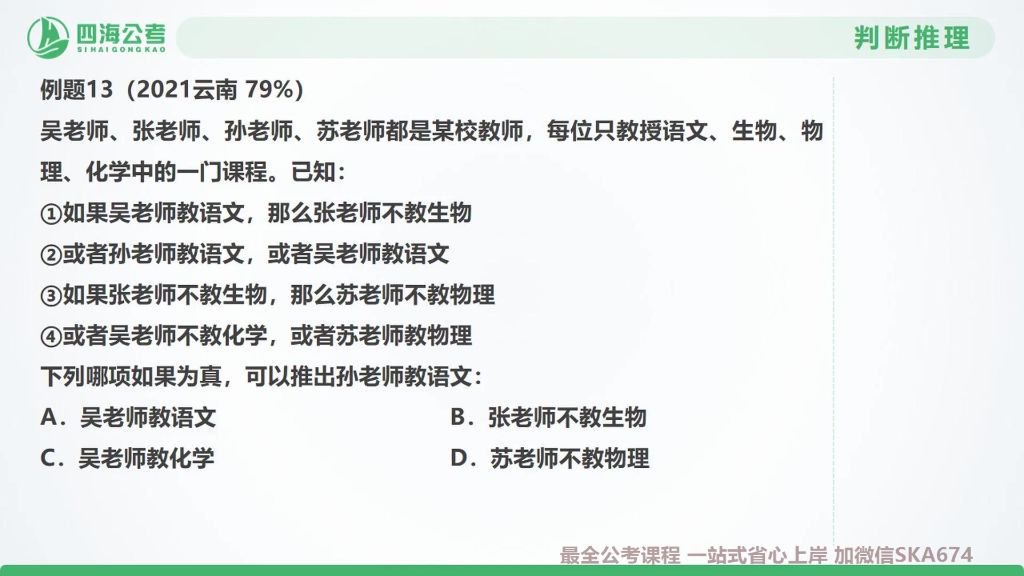 四海公考
SIHAIGONGKAO
判断推理
例题13（2021云南 79%）
吴老师、张老师、孙老师、苏老师都是某校教师，每位只教授语文、生物、物
理、化学中的一门课程。已知：
①如果吴老师教语文，那么张老师不教生物
②或者孙老师教语文，或者吴老师教语文
③如果张老师不教生物，那么苏老师不教物理
④或者吴老师不教化学，或者苏老师教物理
下列哪项如果为真，可以推出孙老师教语文：
A．吴老师教语文 B．张老师不教生物
C．吴老师教化学 D．苏老师不教物理
最全公考课程 一站式省心上岸 加微信SKA674